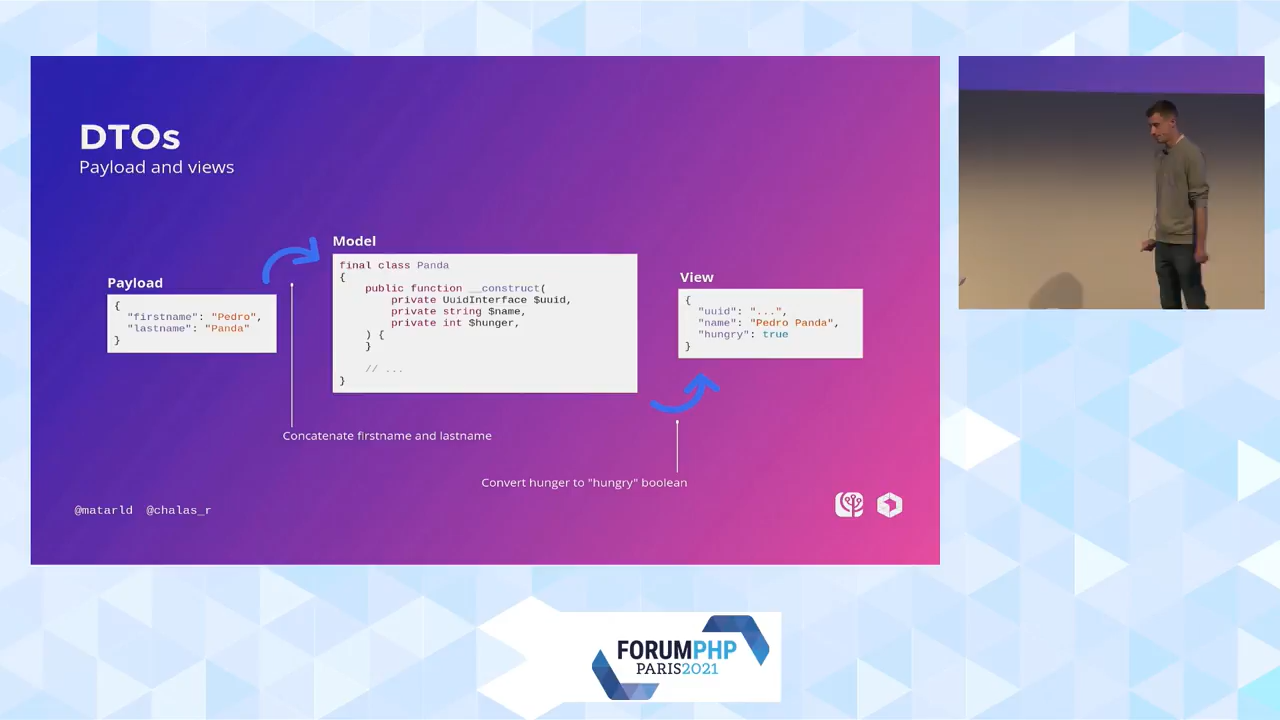 DTOs
Payload and views
Payload
{
  "firstname": "Pedro",
  "lastname": "Panda"
}
Model
final class Panda
{
    public function __construct(
        private UuidInterface $uuid,
        private string $name,
        private int $hunger,
    ) {
    }

    // ...
}
View
{
  "uuid": "...",
  "name": "Pedro Panda",
  "hungry": true
}
Concatenate firstname and lastname
Convert hunger to "hungry" boolean
@matarld @chalas_r
FORUMPHP
PARIS2021